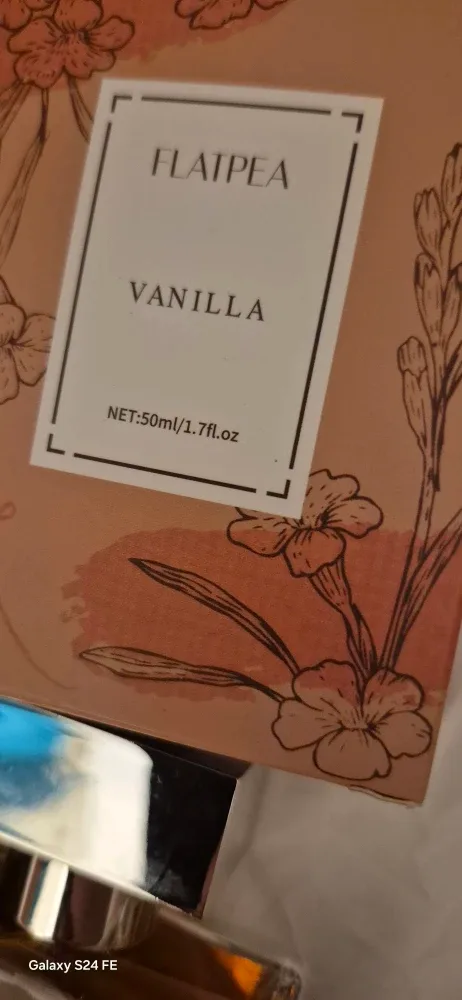 FLATPEA
VANILLA
NET:50ml/1.7fl.oz
Galaxy S24 FE